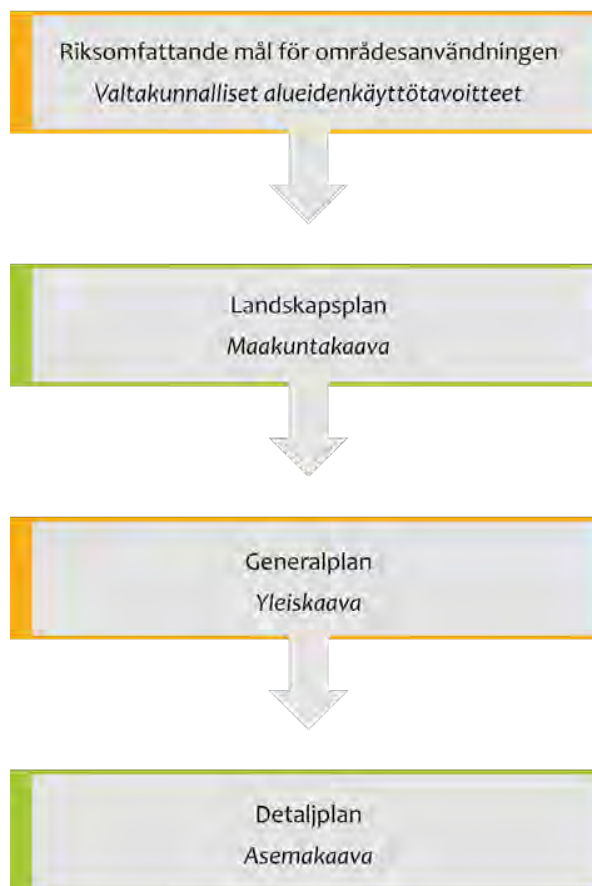 Riksomfattande mål för områdesanvändningen
Valtakunnalliset alueidenkäyttötavoitteet
Landskapsplan
Maakuntakaava
Generalplan
Yleiskaava
Detaljplan
Asemakaava